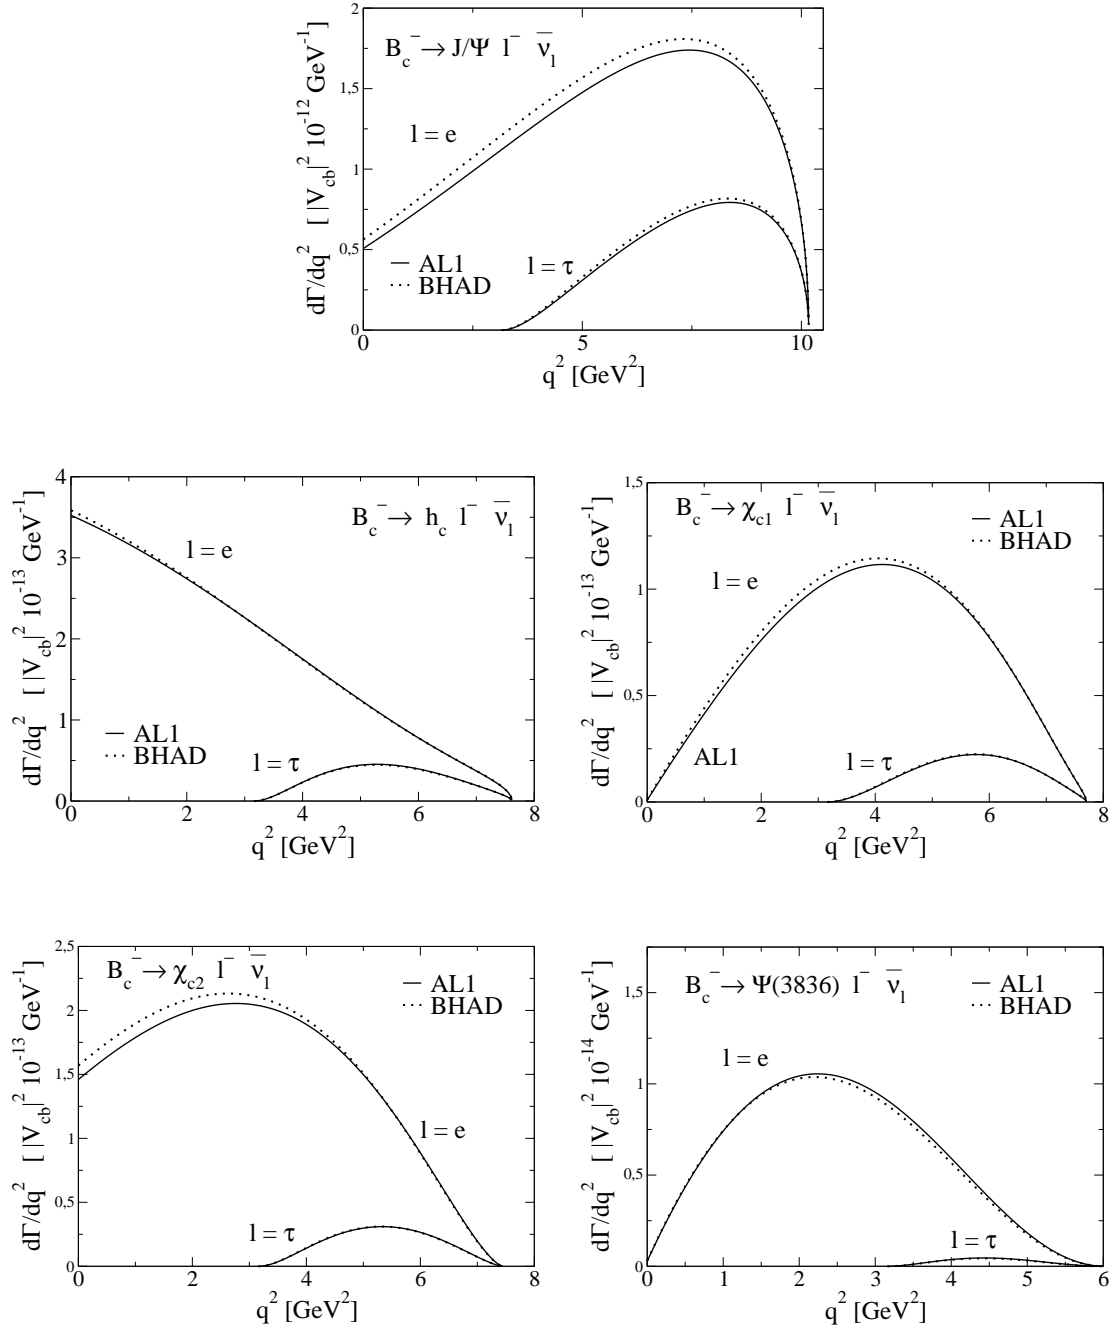 B_c^- → J/Ψ l^- ν̄_l
dΓ/dq^2 [ |V_cb|^2 10^-12 GeV^-1]
2
1,5
1
0,5
0
l = e
l = τ
AL1
BHAD
0 5 10
q^2 [GeV^2]
B_c^- → h_c l^- ν̄_l
dΓ/dq^2 [ |V_cb|^2 10^-13 GeV^-1]
4
3
2
1
0
l = e
AL1
BHAD
l = τ
0 2 4 6 8
q^2 [GeV^2]
B_c^- → χ_c1 l^- ν̄_l
dΓ/dq^2 [ |V_cb|^2 10^-13 GeV^-1]
1,5
1
0,5
0
AL1
BHAD
l = e
AL1
l = τ
0 2 4 6 8
q^2 [GeV^2]
B_c^- → χ_c2 l^- ν̄_l
dΓ/dq^2 [ |V_cb|^2 10^-13 GeV^-1]
2,5
2
1,5
1
0,5
0
AL1
BHAD
l = e
l = τ
0 2 4 6 8
q^2 [GeV^2]
B_c^- → Ψ(3836) l^- ν̄_l
dΓ/dq^2 [ |V_cb|^2 10^-14 GeV^-1]
1,5
1
0,5
0
AL1
BHAD
l = e
l = τ
0 1 2 3 4 5 6
q^2 [GeV^2]